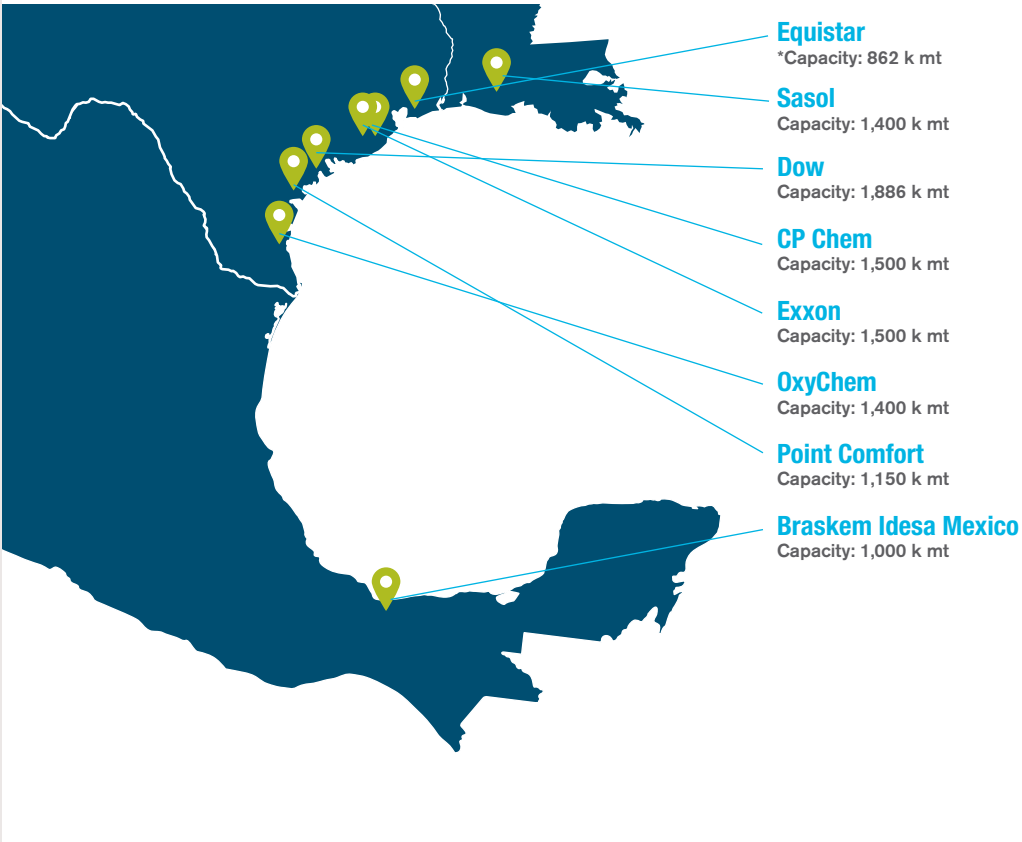 Equistar
*Capacity: 862 k mt
Sasol
Capacity: 1,400 k mt
Dow
Capacity: 1,886 k mt
CP Chem
Capacity: 1,500 k mt
Exxon
Capacity: 1,500 k mt
OxyChem
Capacity: 1,400 k mt
Point Comfort
Capacity: 1,150 k mt
Braskem Idesa Mexico
Capacity: 1,000 k mt